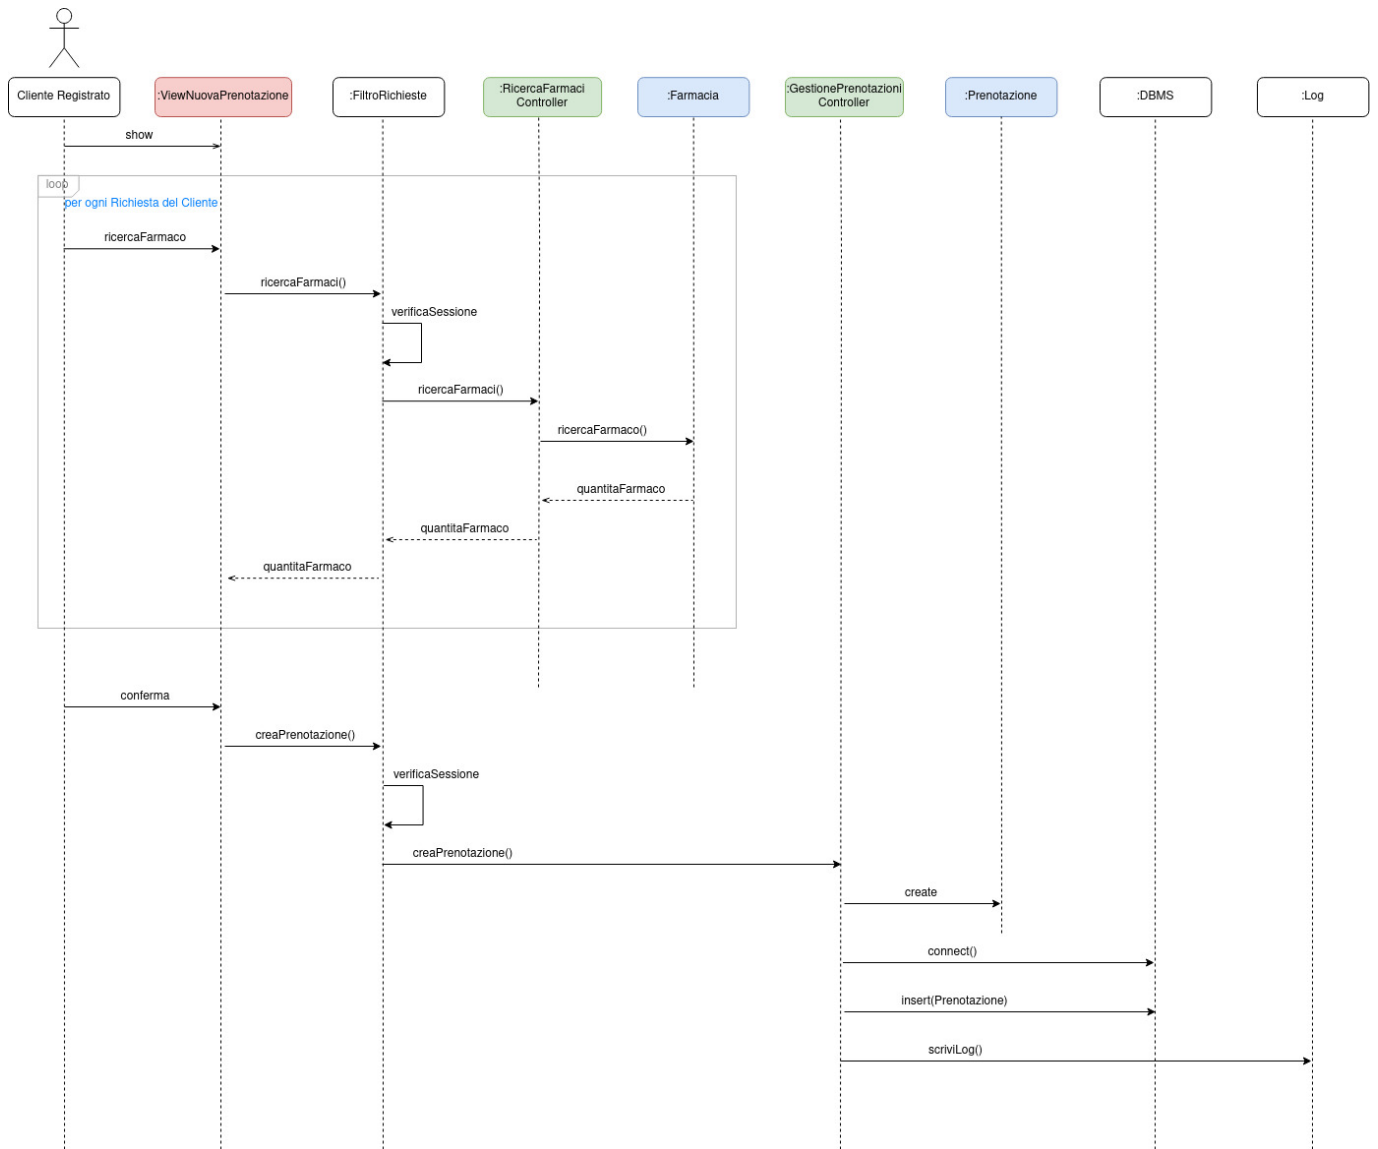 Cliente Registrato
:ViewNuovaPrenotazione
:FiltroRichieste
:RicercaFarmaci
Controller
:Farmacia
:GestionePrenotazioni
Controller
:Prenotazione
:DBMS
:Log
show
loop
per ogni Richiesta del Cliente
ricercaFarmaco
ricercaFarmaci()
verificaSessione
ricercaFarmaci()
ricercaFarmaco()
quantitaFarmaco
quantitaFarmaco
quantitaFarmaco
conferma
creaPrenotazione()
verificaSessione
creaPrenotazione()
create
connect()
insert(Prenotazione)
scriviLog()